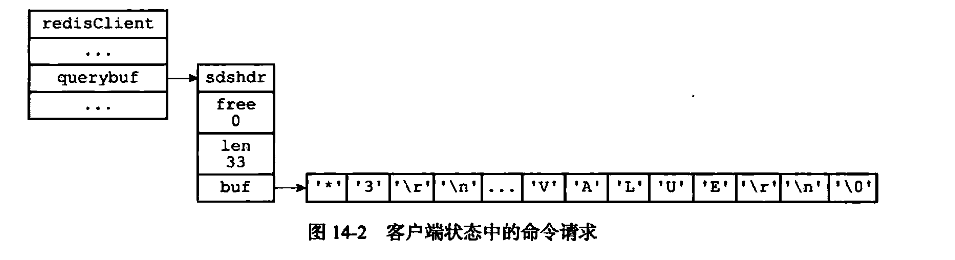 redisClient
...
querybuf
...
sdshdr
free
0
len
33
buf
'*' '3' '\r' '\n' ... 'V' 'A' 'L' 'U' 'E' '\r' '\n' '\0'
图 14-2 客户端状态中的命令请求